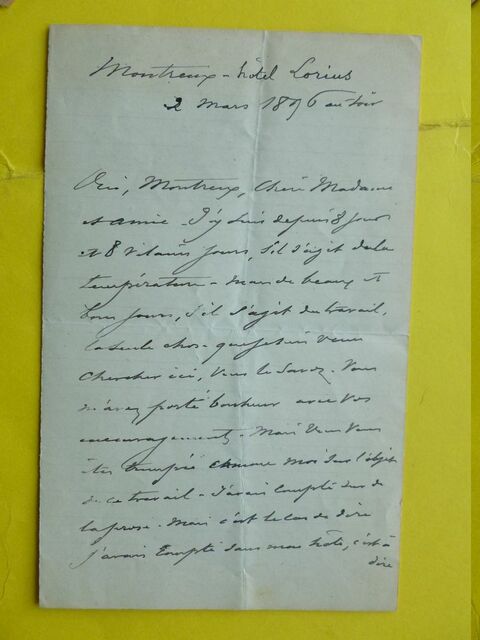 Montreux - hôtel Lorius
2 mars 1896 au soir
Oui, Montreux, Chère Madame
et amie - J'y suis depuis 8 jours
et 8 vilains jours, s'il s'agit de la
température - mais de beaux et
bons jours, s'il s'agit du travail,
la seule chose que je suis venu
chercher ici, vous le savez. Vous
m'avez porté bonheur avec vos
encouragements - Mais vous vous
êtes trompée comme moi sur l'objet
de ce travail - J'avais compté sur de
la prose. Mais c'est le cas de dire
j'avais compté sans mon hôte, c'est à
dire